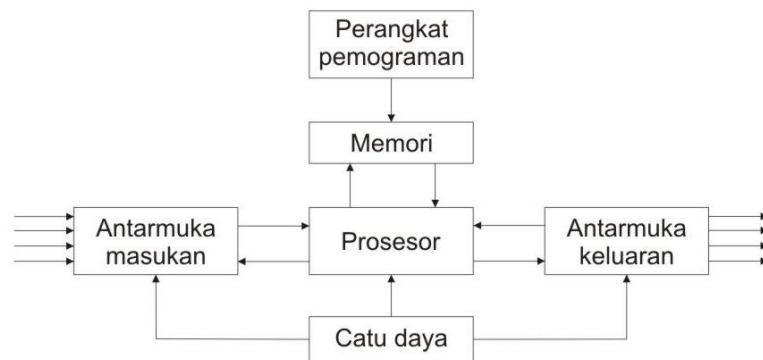 Perangkat
pemograman
Memori
Antarmuka
masukan
Prosesor
Antarmuka
keluaran
Catu daya